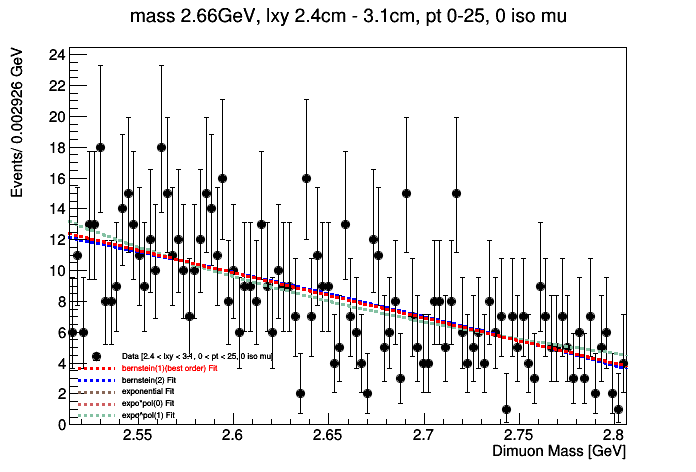 mass 2.66GeV, lxy 2.4cm - 3.1cm, pt 0-25, 0 iso mu
Events/ 0.002926 GeV
24
22
20
18
16
14
12
10
8
6
4
2
0
Data [2.4 < lxy < 3.1, 0 < pt < 25, 0 iso mu
bernstein(1)(best order) Fit
bernstein(2) Fit
exponential Fit
expo*pol(0) Fit
expo*pol(1) Fit
2.55 2.6 2.65 2.7 2.75 2.8
Dimuon Mass [GeV]